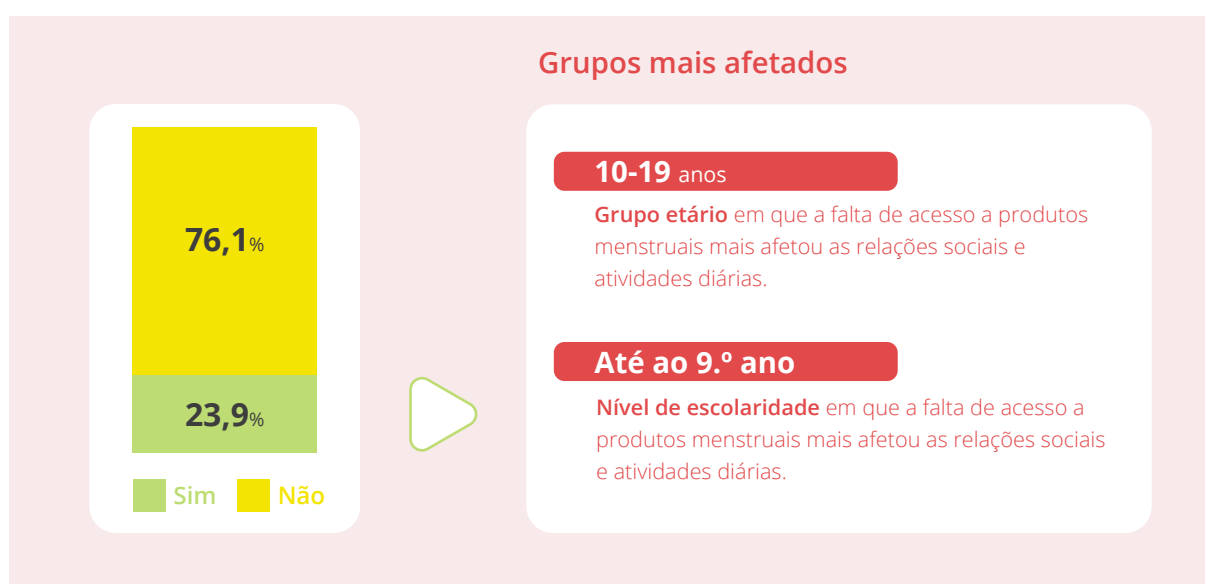 Grupos mais afetados
76,1%
23,9%
Sim Não
10-19 anos
Grupo etário em que a falta de acesso a produtos
menstruais mais afetou as relações sociais e
atividades diárias.
Até ao 9.º ano
Nível de escolaridade em que a falta de acesso a
produtos menstruais mais afetou as relações sociais
e atividades diárias.